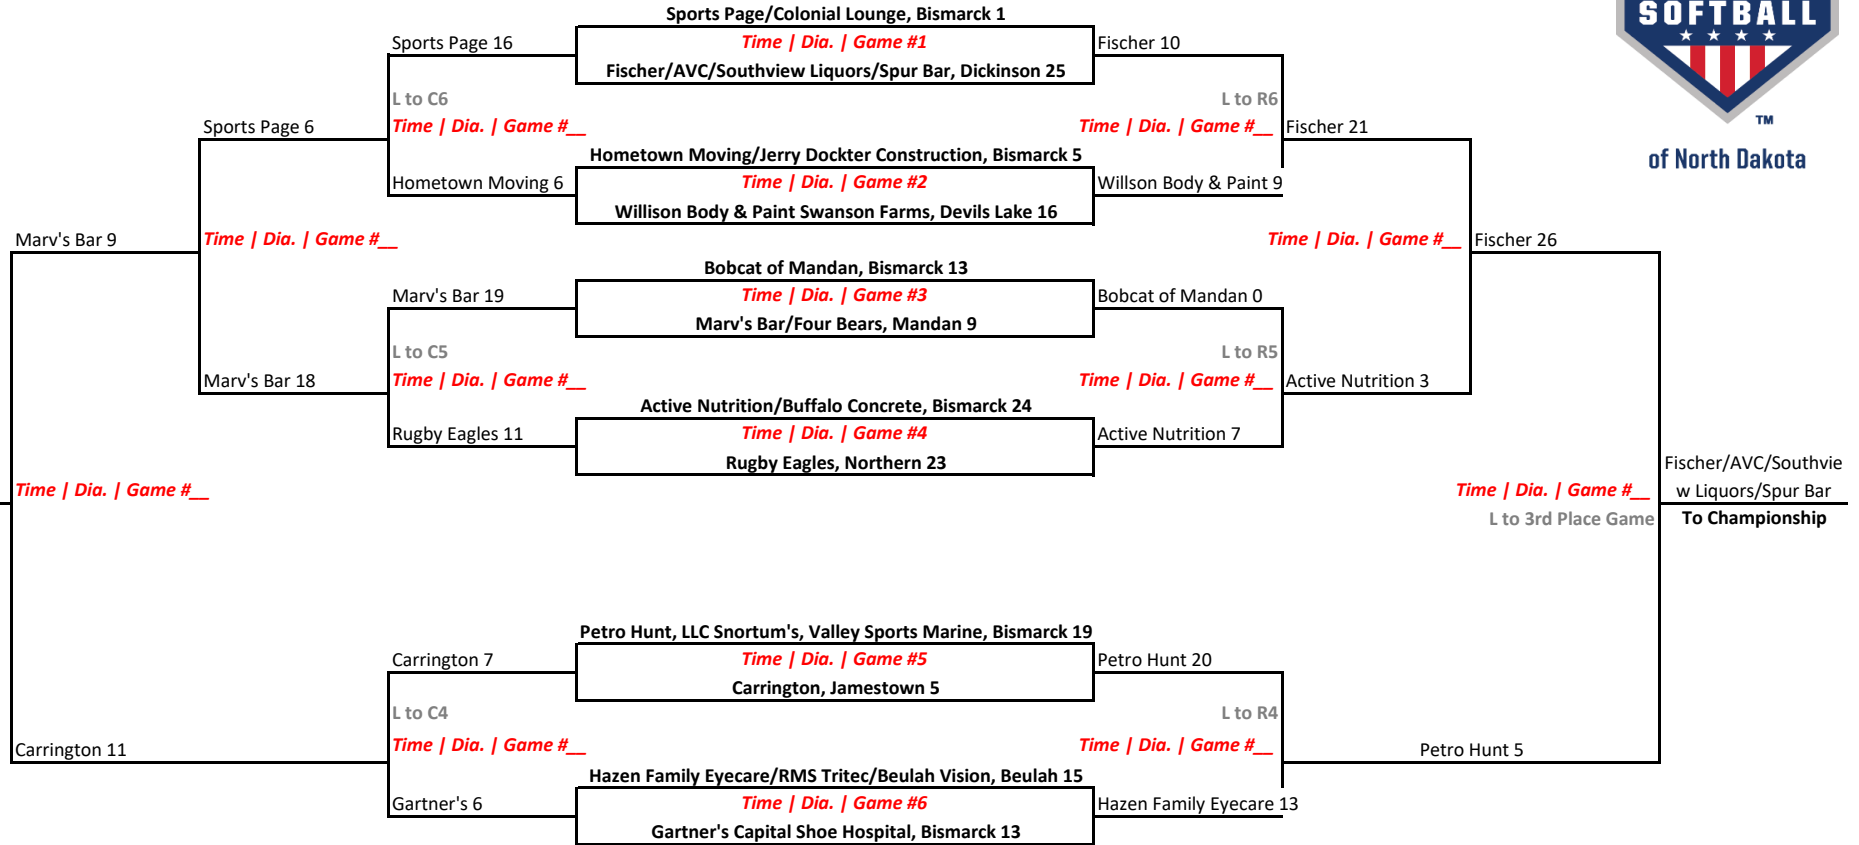 Sports Page/Colonial Lounge, Bismarck 1
SOFTBALL
TM
of North Dakota
Sports Page 16
Time | Dia. | Game #1
Fischer 10
Fischer/AVC/Southview Liquors/Spur Bar, Dickinson 25
L to C6
L to R6
Sports Page 6
Time | Dia. | Game #__
Time | Dia. | Game #__
Fischer 21
Hometown Moving/Jerry Dockter Construction, Bismarck 5
Hometown Moving 6
Time | Dia. | Game #2
Willson Body & Paint 9
Willison Body & Paint Swanson Farms, Devils Lake 16
Marv's Bar 9
Time | Dia. | Game #__
Time | Dia. | Game #__
Fischer 26
Bobcat of Mandan, Bismarck 13
Marv's Bar 19
Time | Dia. | Game #3
Bobcat of Mandan 0
Marv's Bar/Four Bears, Mandan 9
L to C5
L to R5
Marv's Bar 18
Time | Dia. | Game #__
Time | Dia. | Game #__
Active Nutrition 3
Active Nutrition/Buffalo Concrete, Bismarck 24
Rugby Eagles 11
Time | Dia. | Game #4
Active Nutrition 7
Rugby Eagles, Northern 23
Time | Dia. | Game #__
Time | Dia. | Game #__
L to 3rd Place Game
Fischer/AVC/Southvie
w Liquors/Spur Bar
To Championship
Petro Hunt, LLC Snortum's, Valley Sports Marine, Bismarck 19
Carrington 7
Time | Dia. | Game #5
Petro Hunt 20
Carrington, Jamestown 5
L to C4
L to R4
Carrington 11
Time | Dia. | Game #__
Time | Dia. | Game #__
Petro Hunt 5
Hazen Family Eyecare/RMS Tritec/Beulah Vision, Beulah 15
Gartner's 6
Time | Dia. | Game #6
Hazen Family Eyecare 13
Gartner's Capital Shoe Hospital, Bismarck 13